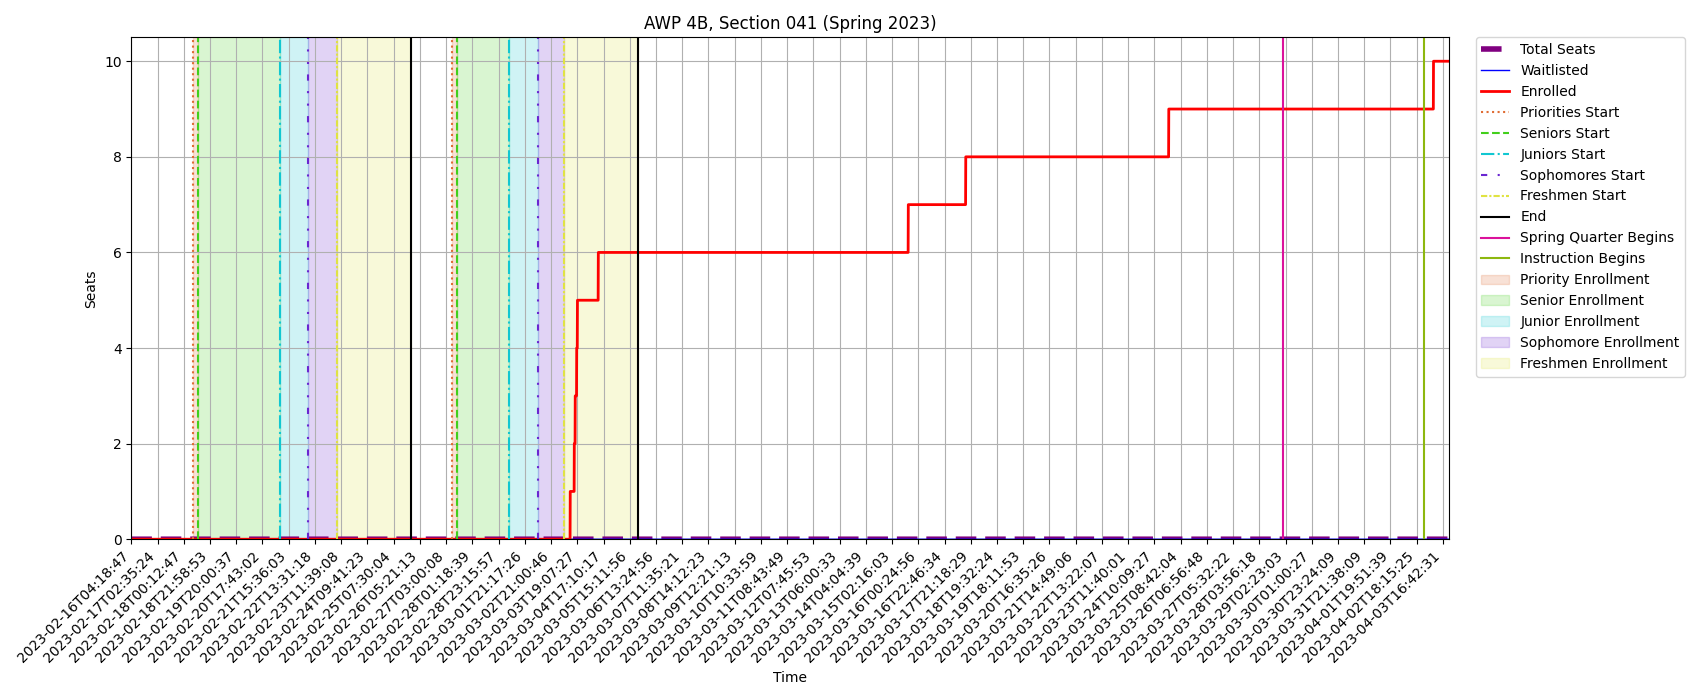 AWP 4B, Section 041 (Spring 2023)
Seats
10
8
6
4
2
0
2023-02-16T04:18:47
2023-02-17T02:35:24
2023-02-18T00:12:47
2023-02-18T21:58:53
2023-02-19T20:00:37
2023-02-20T17:43:02
2023-02-21T15:36:03
2023-02-22T13:31:18
2023-02-23T11:39:08
2023-02-24T09:41:23
2023-02-25T07:30:04
2023-02-26T05:21:13
2023-02-27T03:00:08
2023-02-28T01:18:39
2023-02-28T23:15:57
2023-03-01T21:17:26
2023-03-02T21:00:46
2023-03-03T19:07:27
2023-03-04T17:10:17
2023-03-05T15:11:56
2023-03-06T13:24:56
2023-03-07T11:35:21
2023-03-08T14:12:23
2023-03-09T12:21:13
2023-03-10T10:33:59
2023-03-11T08:43:49
2023-03-12T07:45:53
2023-03-13T06:00:33
2023-03-14T04:04:39
2023-03-15T02:16:03
2023-03-16T00:24:56
2023-03-16T22:46:34
2023-03-17T21:18:29
2023-03-18T19:32:24
2023-03-19T18:11:53
2023-03-20T16:35:26
2023-03-21T14:49:06
2023-03-22T13:22:07
2023-03-23T11:40:01
2023-03-24T10:09:27
2023-03-25T08:42:04
2023-03-26T06:56:48
2023-03-27T05:32:22
2023-03-28T03:56:18
2023-03-29T02:23:03
2023-03-30T01:00:27
2023-03-30T23:24:09
2023-03-31T21:38:09
2023-04-01T19:51:39
2023-04-02T18:15:25
2023-04-03T16:42:31
Time
Total Seats
Waitlisted
Enrolled
Priorities Start
Seniors Start
Juniors Start
Sophomores Start
Freshmen Start
End
Spring Quarter Begins
Instruction Begins
Priority Enrollment
Senior Enrollment
Junior Enrollment
Sophomore Enrollment
Freshmen Enrollment